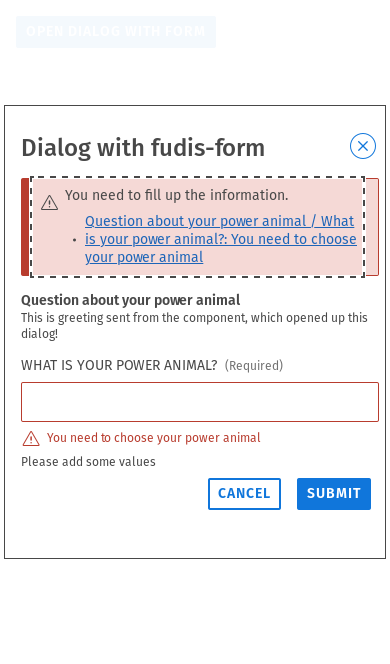 OPEN DIALOG WITH FORM
Dialog with fudis-form
You need to fill up the information.
• Question about your power animal / What
is your power animal?: You need to choose
your power animal
Question about your power animal
This is greeting sent from the component, which opened up this
dialog!
WHAT IS YOUR POWER ANIMAL? (Required)
You need to choose your power animal
Please add some values
CANCEL SUBMIT